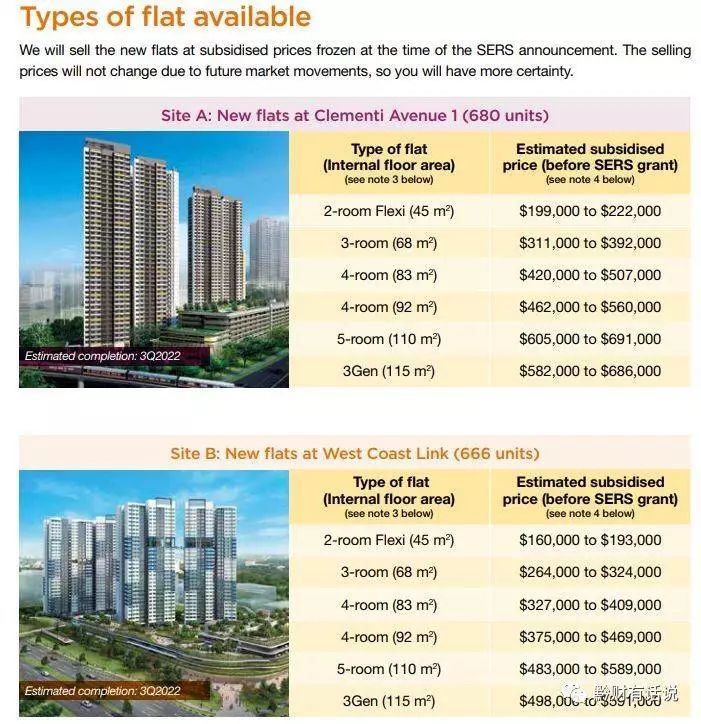 Types of flat available
We will sell the new flats at subsidised prices frozen at the time of the SERS announcement. The selling
prices will not change due to future market movements, so you will have more certainty.
Site A: New flats at Clementi Avenue 1 (680 units)
Type of flat
(Internal floor area)
(see note 3 below)
Estimated subsidised
price (before SERS grant)
(see note 4 below)
2-room Flexi (45 m²) $199,000 to $222,000
3-room (68 m²) $311,000 to $392,000
4-room (83 m²) $420,000 to $507,000
4-room (92 m²) $462,000 to $560,000
5-room (110 m²) $605,000 to $691,000
3Gen (115 m²) $582,000 to $686,000
Estimated completion: 3Q2022
Site B: New flats at West Coast Link (666 units)
Type of flat
(Internal floor area)
(see note 3 below)
Estimated subsidised
price (before SERS grant)
(see note 4 below)
2-room Flexi (45 m²) $160,000 to $193,000
3-room (68 m²) $264,000 to $324,000
4-room (83 m²) $327,000 to $409,000
4-room (92 m²) $375,000 to $469,000
5-room (110 m²) $483,000 to $589,000
3Gen (115 m²) $498,000 to $591,000
Estimated completion: 3Q2022
黔财有话说